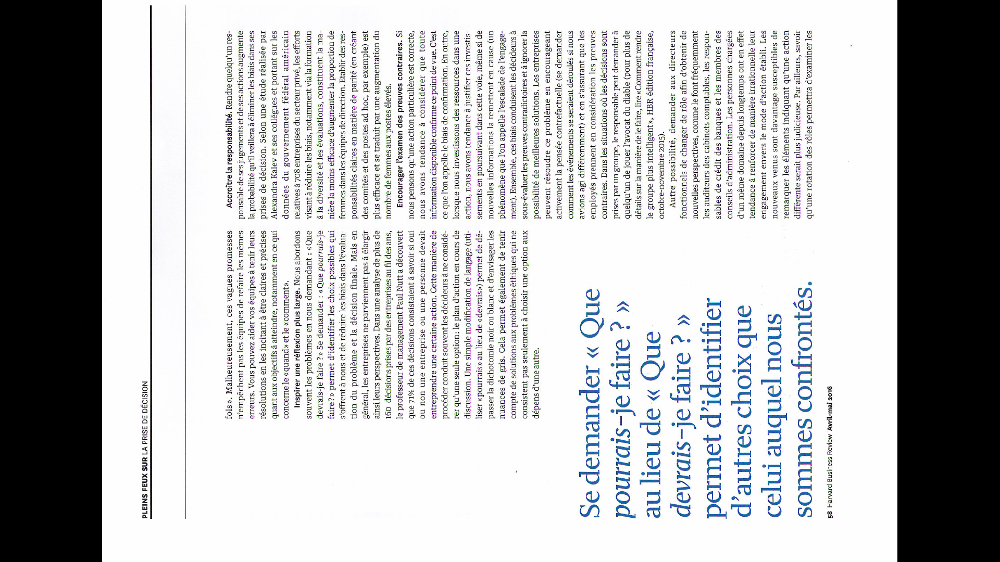 PLEINS FEUX SUR LA PRISE DE DÉCISION
fois». Malheureusement, ces vagues promesses
n'empêchent pas les équipes de refaire les mêmes
erreurs. Vous pouvez aider vos équipes à tenir leurs
résolutions en les incitant à être claires et précises
quant aux objectifs à atteindre, notamment en ce qui
concerne le «quand» et le «comment».
Inspirer une réflexion plus large. Nous abordons
souvent les problèmes en nous demandant : «Que
devrais-je faire ?» Se demander : «Que pourrais-je
faire?» permet d'identifier les choix possibles qui
s'offrent à nous et de réduire les biais dans l'évalua-
tion du problème et la décision finale. Mais en
général, les entreprises ne parviennent pas à élargir
ainsi leurs perspectives. Dans une analyse de plus de
160 décisions prises par des entreprises au fil des ans,
le professeur de management Paul Nutt a découvert
que 71% de ces décisions consistaient à savoir si oui
ou non une entreprise ou une personne devait
entreprendre une certaine action. Cette manière de
procéder conduit souvent les décideurs à ne considé-
rer qu'une seule option : le plan d'action en cours de
discussion. Une simple modification de langage (uti-
liser «pourrais» au lieu de «devrais») permet de dé-
passer la dichotomie noir ou blanc et d'envisager les
nuances de gris. Cela permet également de tenir
compte de solutions aux problèmes éthiques qui ne
consistent pas seulement à choisir une option aux
dépens d'une autre.
Se demander « Que
pourrais-je faire ? »
au lieu de « Que
devrais-je faire ? »
permet d'identifier
d'autres choix que
celui auquel nous
sommes confrontés.
Accroître la responsabilité. Rendre quelqu'un res-
ponsable de ses jugements et de ses actions augmente
la probabilité qu'il veillera à éliminer les biais dans ses
prises de décision. Selon une étude réalisée par
Alexandra Kalev et ses collègues et portant sur les
données du gouvernement fédéral américain
relatives à 708 entreprises du secteur privé, les efforts
visant à réduire les biais, notamment via la formation
à la diversité et les évaluations, constituent la ma-
nière la moins efficace d'augmenter la proportion de
femmes dans les équipes de direction. Etablir des res-
ponsabilités claires en matière de parité (en créant
des comités et des postes ad hoc, par exemple) est
plus efficace et se traduit par une augmentation du
nombre de femmes aux postes élevés.
Encourager l'examen des preuves contraires. Si
nous pensons qu'une action particulière est correcte,
nous avons tendance à considérer que toute
information disponible confirme ce point de vue. C'est
ce que l'on appelle le biais de confirmation. En outre,
lorsque nous investissons des ressources dans une
action, nous avons tendance à justifier ces investis-
sements en poursuivant dans cette voie, même si de
nouvelles informations la remettent en cause (un
phénomène que l'on appelle l'escalade de l'engage-
ment). Ensemble, ces biais conduisent les décideurs à
sous-évaluer les preuves contradictoires et à ignorer la
possibilité de meilleures solutions. Les entreprises
peuvent résoudre ce problème en encourageant
activement la pensée contrefactuelle (se demander
comment les événements se seraient déroulés si nous
avions agi différemment) et en s'assurant que les
employés prennent en considération les preuves
contraires. Dans les situations où les décisions sont
prises par un groupe, le responsable peut demander à
quelqu'un de jouer l'avocat du diable (pour plus de
détails sur la manière de le faire, lire «Comment rendre
le groupe plus intelligent», HBR édition française,
octobre-novembre 2015).
Autre possibilité, demander aux directeurs
fonctionnels de changer de rôle afin d'obtenir de
nouvelles perspectives, comme le font fréquemment
les auditeurs des cabinets comptables, les respon-
sables de crédit des banques et les membres des
conseils d'administration. Les personnes chargées
d'un même domaine depuis longtemps ont en effet
tendance à renforcer de manière irrationnelle leur
engagement envers le mode d'action établi. Les
nouveaux venus sont davantage susceptibles de
remarquer les éléments indiquant qu'une action
différente serait plus judicieuse. Par ailleurs, savoir
qu'une rotation des rôles permettra d'examiner les
58 Harvard Business Review Avril-mai 2016